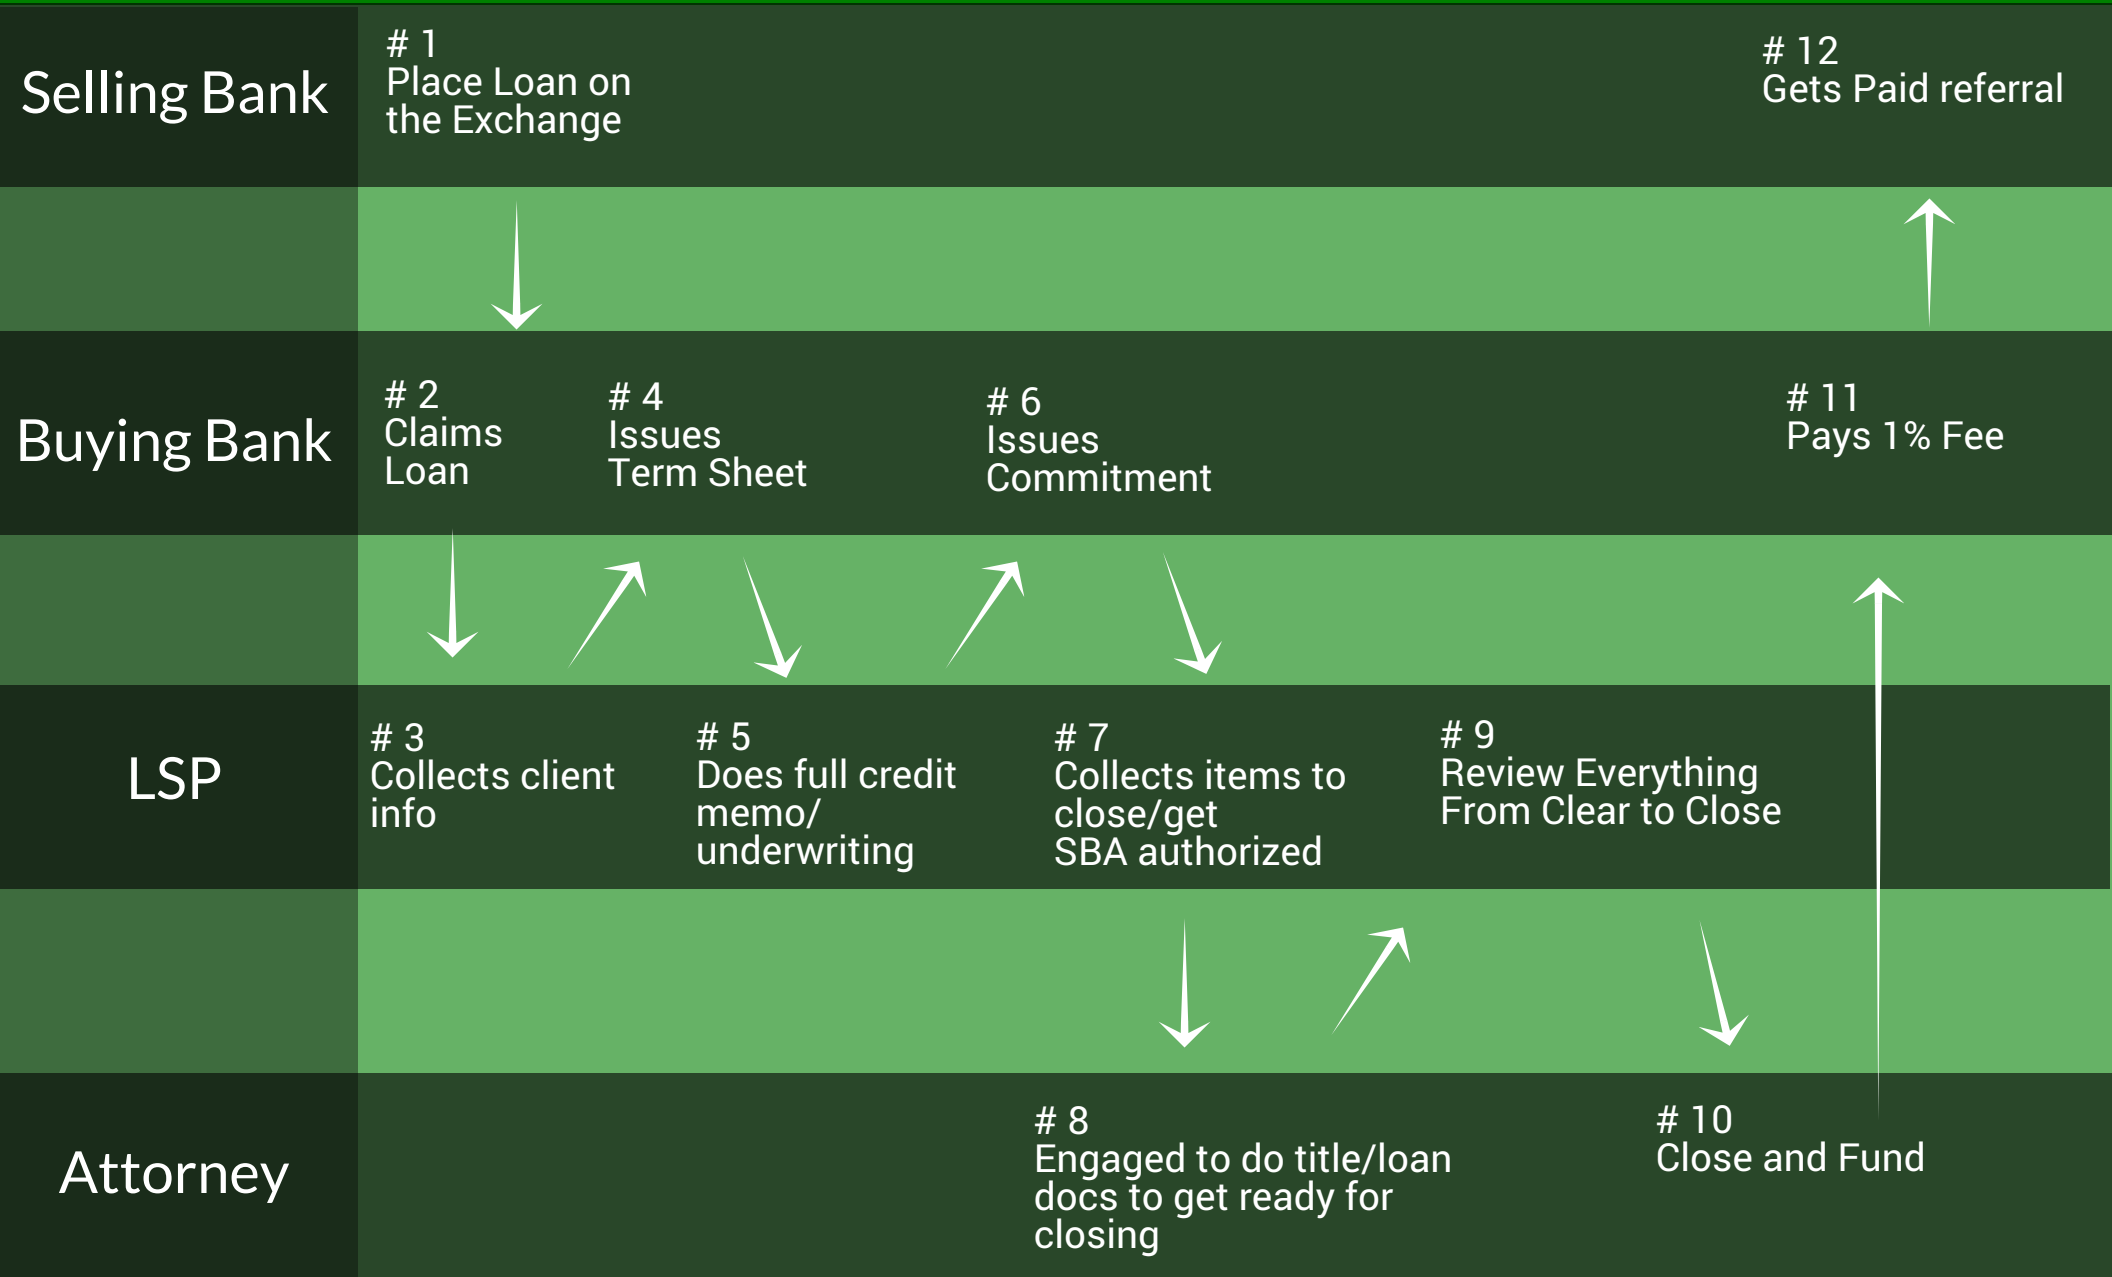 Selling Bank
# 1
Place Loan on
the Exchange
# 12
Gets Paid referral
Buying Bank
# 2
Claims
Loan
# 4
Issues
Term Sheet
# 6
Issues
Commitment
# 11
Pays 1% Fee
LSP
# 3
Collects client
info
# 5
Does full credit
memo/
underwriting
# 7
Collects items to
close/get
SBA authorized
# 9
Review Everything
From Clear to Close
Attorney
# 8
Engaged to do title/loan
docs to get ready for
closing
# 10
Close and Fund